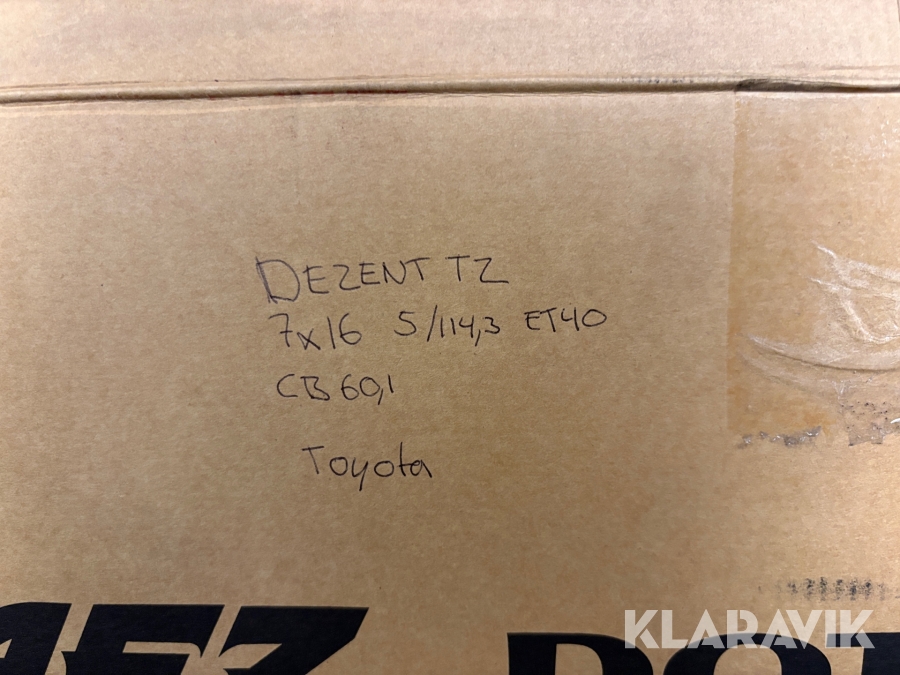 DEZENT TZ
7x16 5/114,3 ET40
CB 60,1
Toyota
KLARAVIK